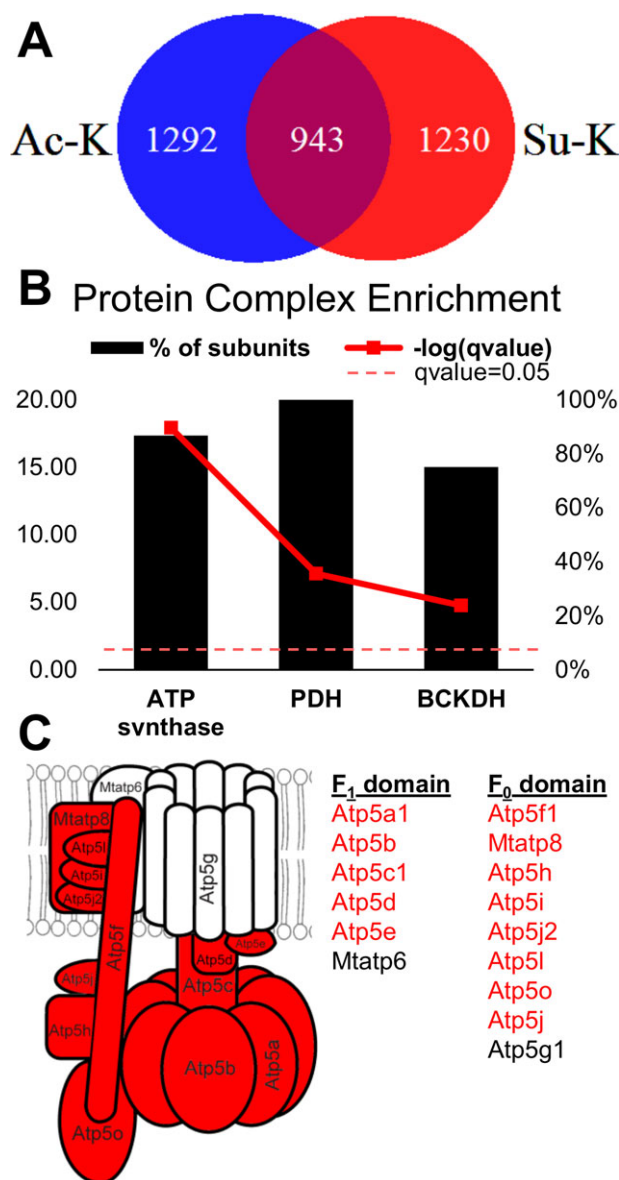 A
Ac-K 1292 943 1230 Su-K
B Protein Complex Enrichment
% of subunits -log(qvalue)
qvalue=0.05
20.00 100%
80%
15.00
60%
10.00
40%
5.00
20%
0.00 0%
ATP synthase PDH BCKDH
C
F1 domain F0 domain
Atp5a1 Atp5f1
Atp5b Mtatp8
Atp5c1 Atp5h
Atp5d Atp5i
Atp5e Atp5j2
Mtatp6 Atp5l
Atp5o
Atp5j
Atp5g1
Mtatp6
Mtatp8
Atp5l
Atp5i
Atp5j2
Atp5g
Atp5f
Atp5e
Atp5d
Atp5c
Atp5j
Atp5h
Atp5b
Atp5a
Atp5o